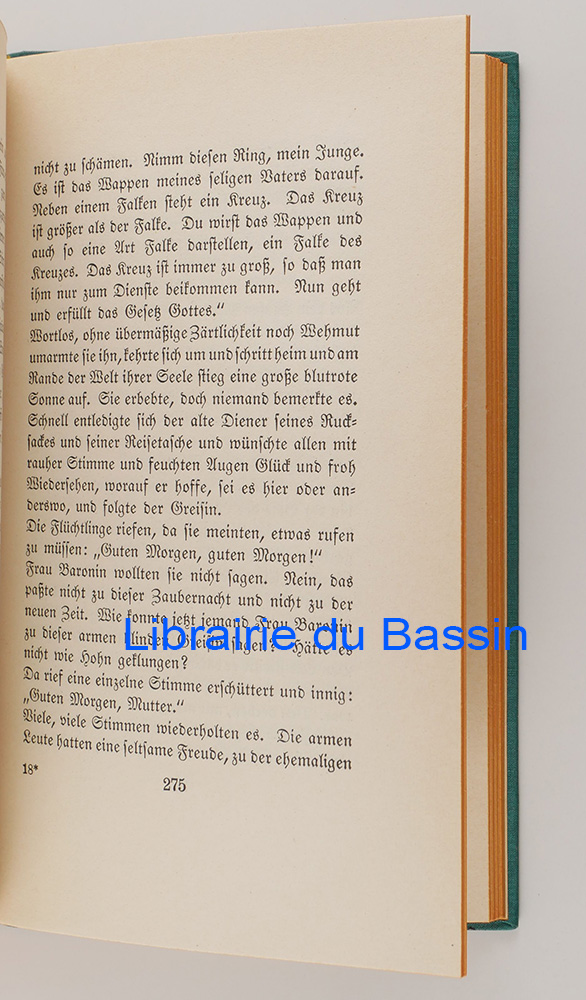 nicht zu schämen. Nimm diesen Ring, mein Junge.
Es ist das Wappen meines seligen Vaters darauf.
Neben einem Falken steht ein Kreuz. Das Kreuz
ist größer als der Falke. Du wirst das Wappen und
auch so eine Art Falke darstellen, ein Falke des
Kreuzes. Das Kreuz ist immer zu groß, so daß man
ihm nur zum Dienste beikommen kann. Nun geht
und erfüllt das Gesetz Gottes.“
Wortlos, ohne übermäßige Zärtlichkeit noch Wehmut
umarmte sie ihn, kehrte sich um und schritt heim und am
Rande der Welt ihrer Seele stieg eine große blutrote
Sonne auf. Sie erbebte, doch niemand bemerkte es.
Schnell entledigte sich der alte Diener seines Ruck-
sackes und seiner Reisetasche und wünschte allen mit
rauher Stimme und feuchten Augen Glück und froh
Wiedersehen, worauf er hoffe, sei es hier oder an-
derswo, und folgte der Greisin.
Die Flüchtlinge riefen, da sie meinten, etwas rufen
zu müssen: „Guten Morgen, guten Morgen!“
Frau Baronin wollten sie nicht sagen. Nein, das
paßte nicht zu dieser Zaubernacht und nicht zu der
neuen Zeit. Wie konnte jetzt jemand Frau Baronin
zu dieser armen blinden Greisin sagen? Hätte es
nicht wie Hohn geklungen?
Da rief eine einzelne Stimme erschüttert und innig:
„Guten Morgen, Mutter.“
Viele, viele Stimmen wiederholten es. Die armen
Leute hatten eine seltsame Freude, zu der ehemaligen
18*
275
Librairie du Bassin